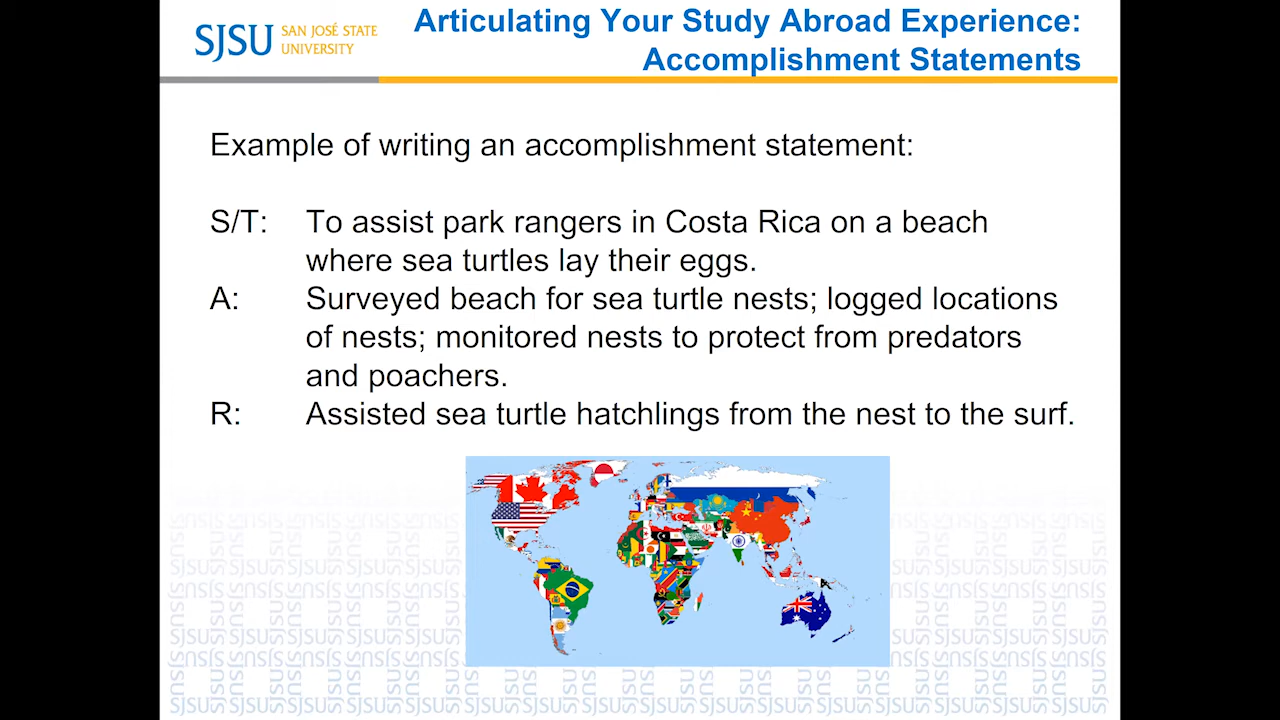 SJSU SAN JOSÉ STATE
UNIVERSITY
Articulating Your Study Abroad Experience:
Accomplishment Statements
Example of writing an accomplishment statement:
S/T: To assist park rangers in Costa Rica on a beach
where sea turtles lay their eggs.
A: Surveyed beach for sea turtle nests; logged locations
of nests; monitored nests to protect from predators
and poachers.
R: Assisted sea turtle hatchlings from the nest to the surf.